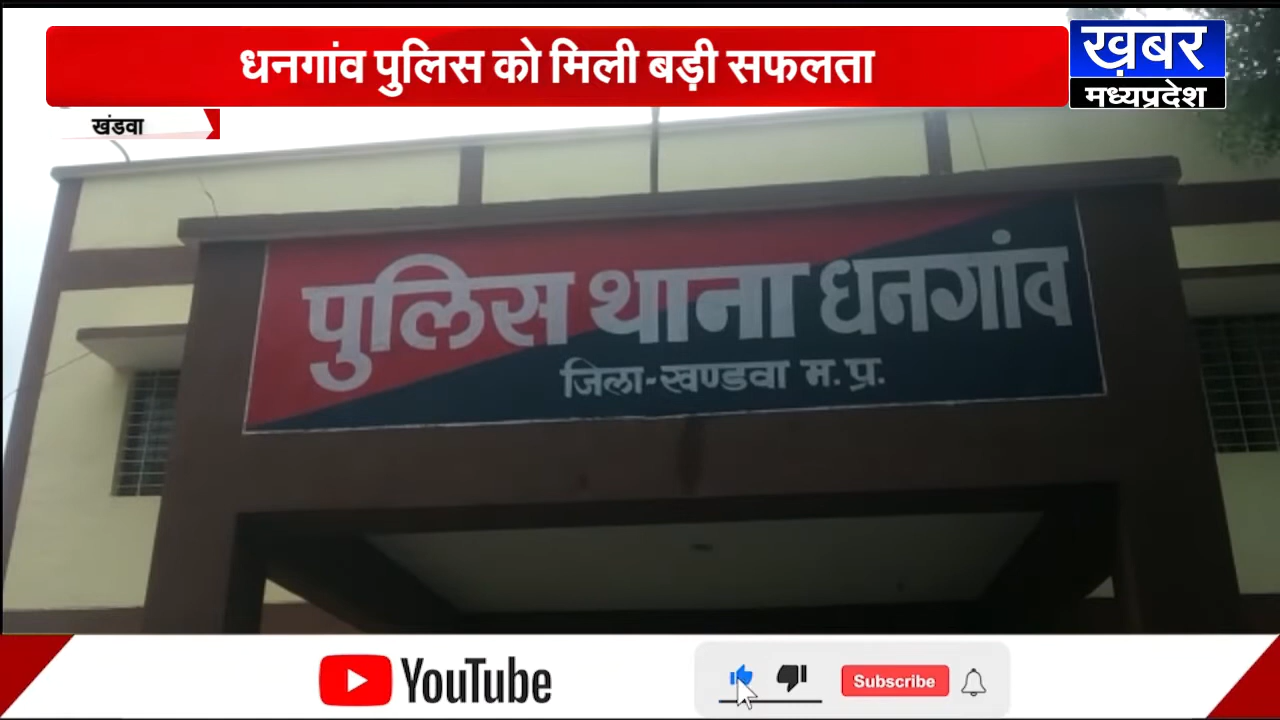 धनगांव पुलिस को मिली बड़ी सफलता
ख़बर
मध्यप्रदेश
खंडवा
पुलिस थाना धनगांव
जिला-खण्डवा म.प्र.
YouTube
Subscribe